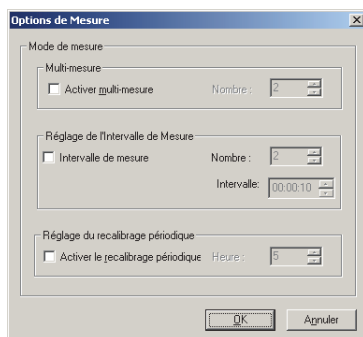 Options de Mesure
Mode de mesure
Multi-mesure
Activer multi-mesure Nombre : 2
Réglage de l'Intervalle de Mesure
Intervalle de mesure Nombre : 2
Intervalle: 00:00:10
Réglage du recalibrage périodique
Activer le recalibrage périodique Heure : 5
OK Annuler